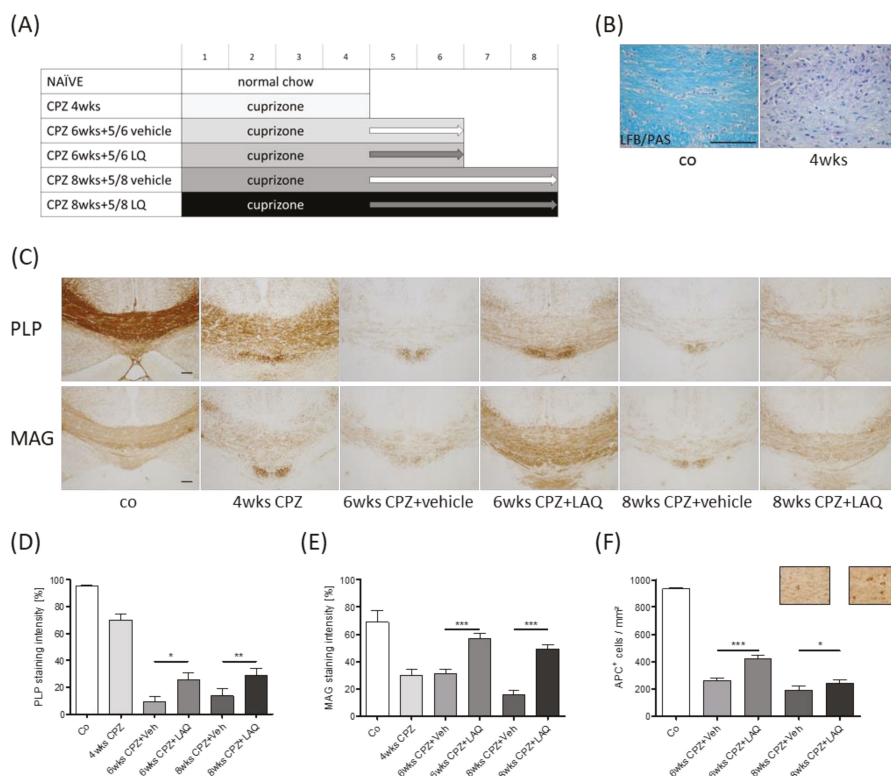 (A)
1 2 3 4 5 6 7 8
NAÏVE normal chow
CPZ 4wks cuprizone
CPZ 6wks+5/6 vehicle cuprizone
CPZ 6wks+5/6 LQ cuprizone
CPZ 8wks+5/8 vehicle cuprizone
CPZ 8wks+5/8 LQ cuprizone
(B)
LFB/PAS
co 4wks
(C)
PLP
MAG
co 4wks CPZ 6wks CPZ+vehicle 6wks CPZ+LAQ 8wks CPZ+vehicle 8wks CPZ+LAQ
(D)
PLP staining intensity [%]
100
80
60
40
20
0
* **
Co 4wks CPZ 6wks CPZ+Veh 6wks CPZ+LAQ 8wks CPZ+Veh 8wks CPZ+LAQ
(E)
MAG staining intensity [%]
100
80
60
40
20
0
*** ***
Co 4wks CPZ 6wks CPZ+Veh 6wks CPZ+LAQ 8wks CPZ+Veh 8wks CPZ+LAQ
(F)
APC⁺ cells / mm²
1000
800
600
400
200
0
*** *
Co 6wks CPZ+Veh 6wks CPZ+LAQ 8wks CPZ+Veh 8wks CPZ+LAQ